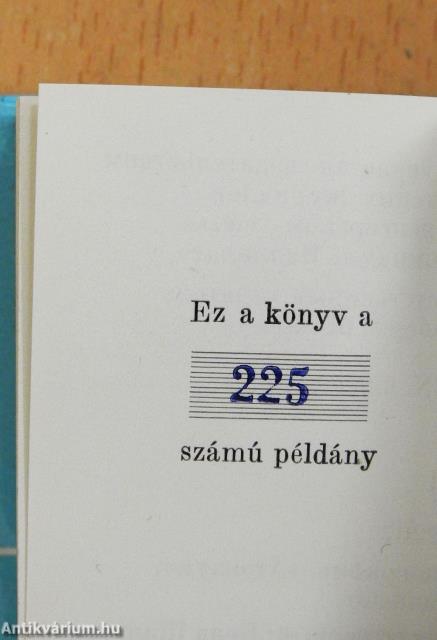 Ez a könyv a
225
számú példány
Antikvárium.hu